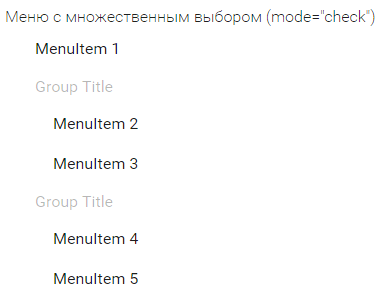 Меню с множественным выбором (mode="check")
MenuItem 1
Group Title
MenuItem 2
MenuItem 3
Group Title
MenuItem 4
MenuItem 5